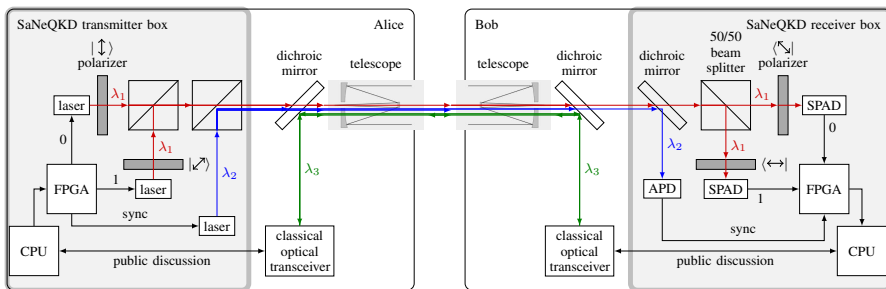 SaNeQKD transmitter box
Alice
Bob
SaNeQKD receiver box
|↕⟩
polarizer
dichroic
mirror
telescope
telescope
dichroic
mirror
dichroic
mirror
50/50
beam
splitter
⟨⤡|
polarizer
laser
λ₁
λ₁
SPAD
0
λ₁
|⤢⟩
λ₂
λ₃
λ₃
λ₂
λ₁
⟨↔|
0
FPGA
1
laser
sync
laser
APD
SPAD
1
FPGA
sync
CPU
public discussion
classical
optical
transceiver
classical
optical
transceiver
public discussion
CPU